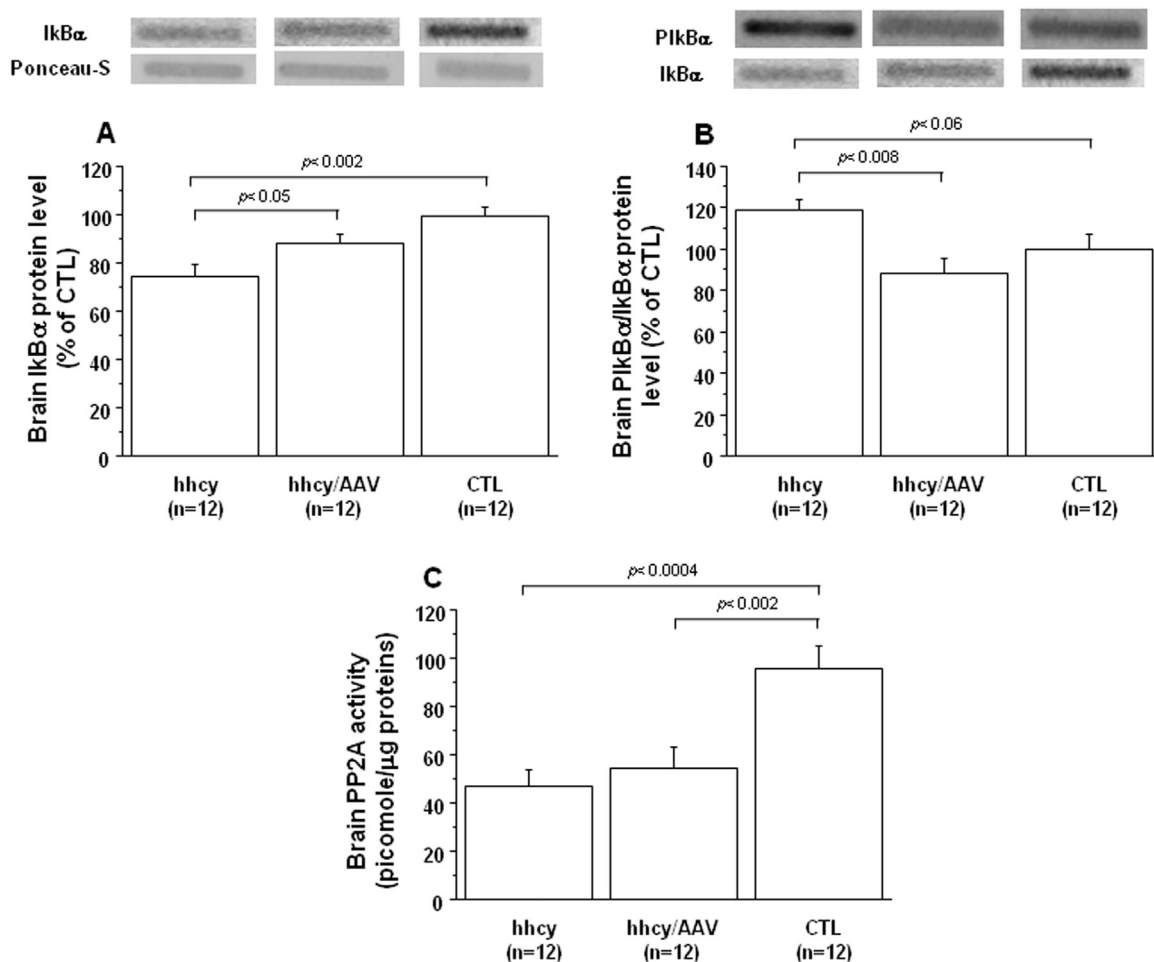 IkBα
Ponceau-S
PIkBα
IkBα
A
p< 0.002
p< 0.05
120
100
80
60
40
20
0
Brain IkBα protein level
(% of CTL)
hhcy
(n=12)
hhcy/AAV
(n=12)
CTL
(n=12)
B
p< 0.06
p< 0.008
140
120
100
80
60
40
20
0
Brain PIkBα/IkBα protein
level (% of CTL)
hhcy
(n=12)
hhcy/AAV
(n=12)
CTL
(n=12)
C
p< 0.0004
p< 0.002
120
100
80
60
40
20
0
Brain PP2A activity
(picomole/µg proteins)
hhcy
(n=12)
hhcy/AAV
(n=12)
CTL
(n=12)